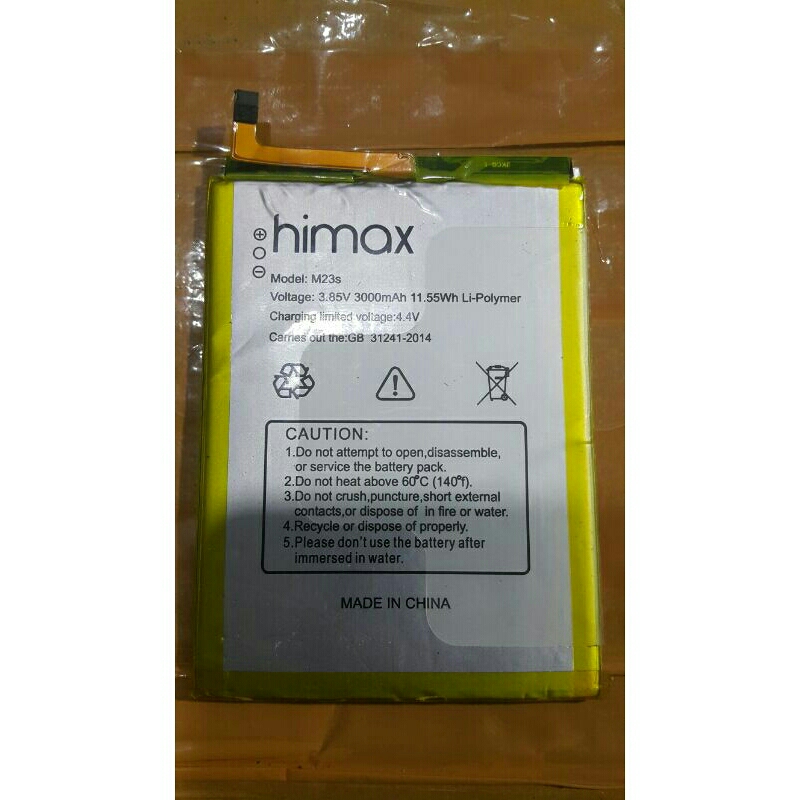 himax
Model: M23s
Voltage: 3.85V 3000mAh 11.55Wh Li-Polymer
Charging limited voltage:4.4V
Carries out the:GB 31241-2014
CAUTION:
1.Do not attempt to open,disassemble,
or service the battery pack.
2.Do not heat above 60°C (140°f).
3.Do not crush,puncture,short external
contacts,or dispose of in fire or water.
4.Recycle or dispose of properly.
5.Please don't use the battery after
immersed in water.
MADE IN CHINA